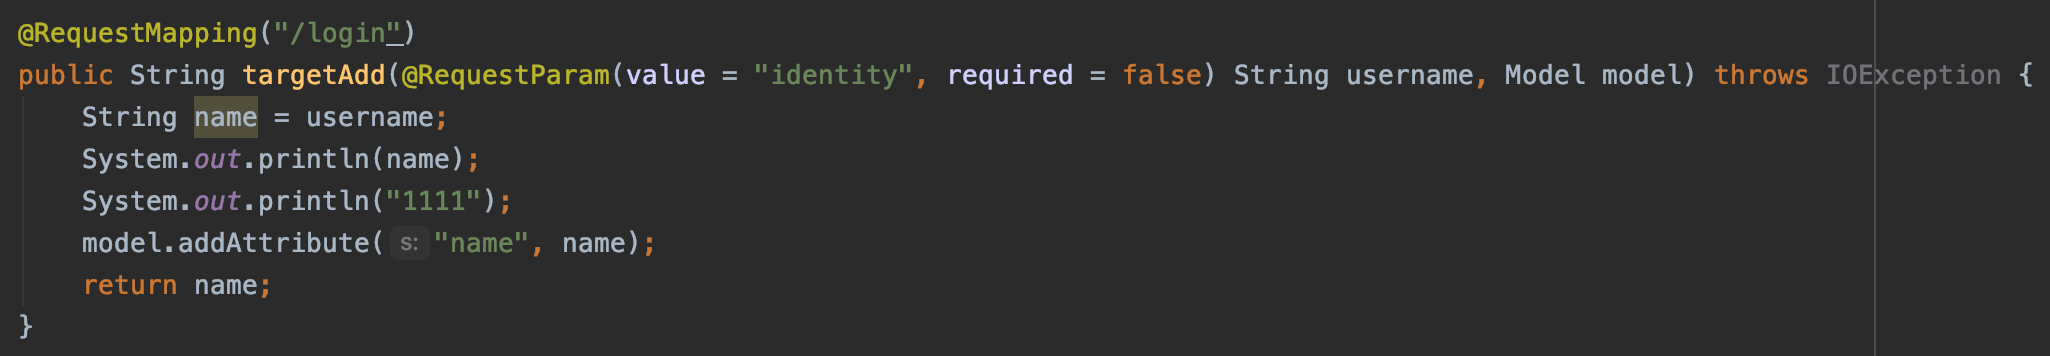 @RequestMapping("/login")
public String targetAdd(@RequestParam(value = "identity", required = false) String username, Model model) throws IOException {
    String name = username;
    System.out.println(name);
    System.out.println("1111");
    model.addAttribute( s: "name", name);
    return name;
}